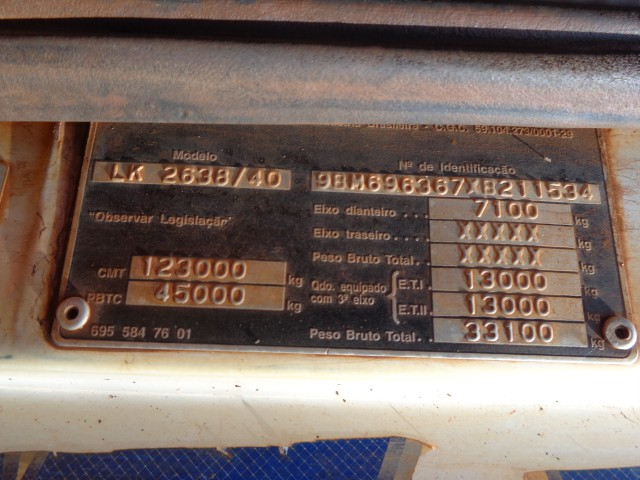 Brasileira - C.G.C. 59.104.273/0001-29
Modelo Nº de Identificação
LK 2638/40 9BM696367XB211534
"Observar Legislação"
Eixo dianteiro . . . 7100 kg
Eixo traseiro . . . XXXXX kg
Peso Bruto Total. . XXXXX kg
CMT 123000 kg
PBTC 45000 kg
Qdo. equipado com 3º eixo
E.T.I 13000 kg
E.T.II 13000 kg
Peso Bruto Total. . 33100 kg
695 584 76 01